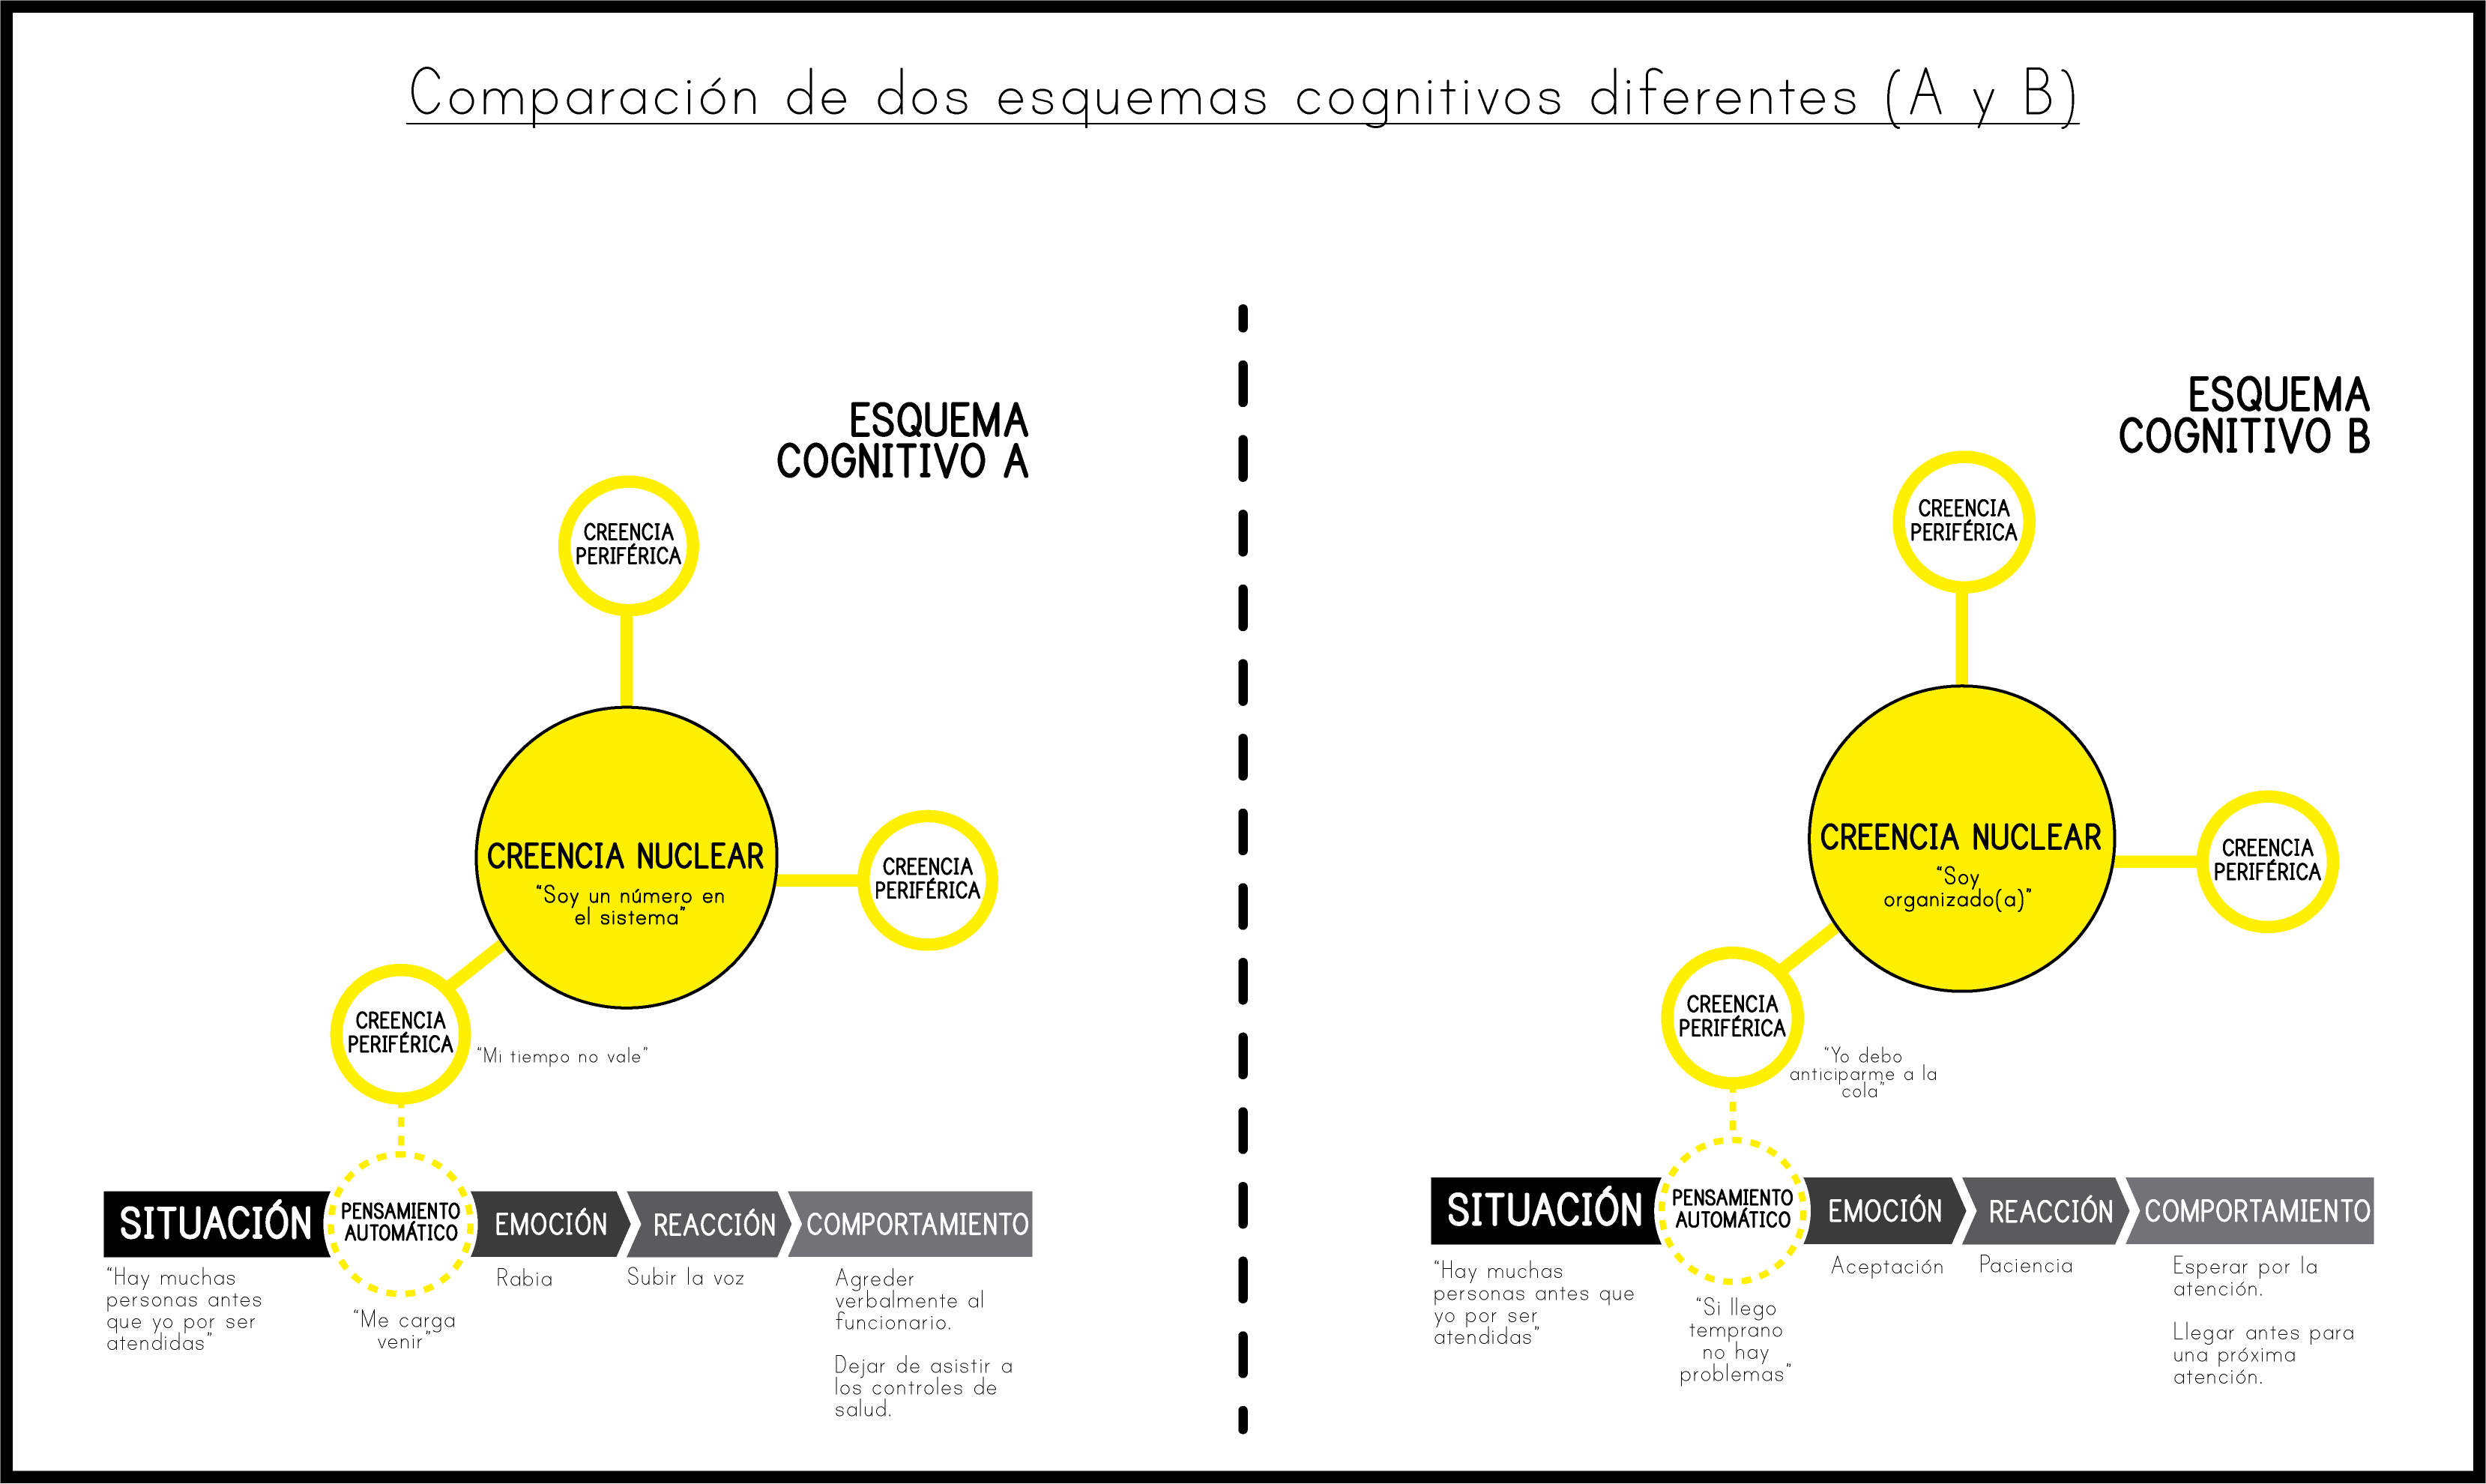 Comparación de dos esquemas cognitivos diferentes (A y B)
ESQUEMA
COGNITIVO A
CREENCIA
PERIFÉRICA
CREENCIA NUCLEAR
“Soy un número en
el sistema”
CREENCIA
PERIFÉRICA
CREENCIA
PERIFÉRICA
“Mi tiempo no vale”
SITUACIÓN
PENSAMIENTO
AUTOMÁTICO
EMOCIÓN
REACCIÓN
COMPORTAMIENTO
“Hay muchas
personas antes
que yo por ser
atendidas”
“Me carga
venir”
Rabia
Subir la voz
Agreder
verbalmente al
funcionario.
Dejar de asistir a
los controles de
salud.
ESQUEMA
COGNITIVO B
CREENCIA
PERIFÉRICA
CREENCIA NUCLEAR
“Soy
organizado(a)”
CREENCIA
PERIFÉRICA
CREENCIA
PERIFÉRICA
“Yo debo
anticiparme a la
cola”
SITUACIÓN
PENSAMIENTO
AUTOMÁTICO
EMOCIÓN
REACCIÓN
COMPORTAMIENTO
“Hay muchas
personas antes que
yo por ser
atendidas”
“Si llego
temprano
no hay
problemas”
Aceptación
Paciencia
Esperar por la
atención.
Llegar antes para
una próxima
atención.